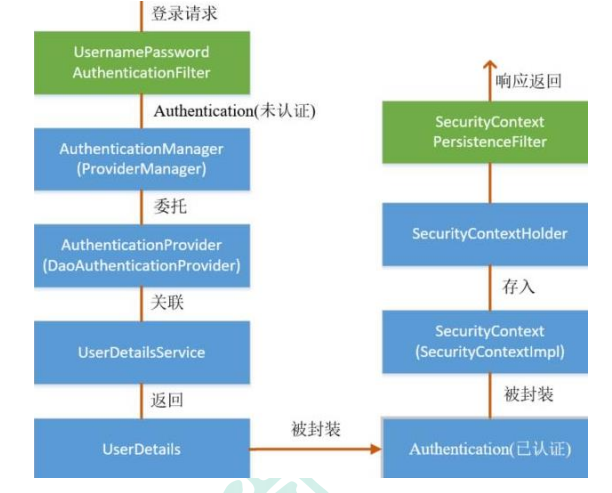 登录请求
UsernamePassword
AuthenticationFilter
Authentication(未认证)
AuthenticationManager
(ProviderManager)
委托
AuthenticationProvider
(DaoAuthenticationProvider)
关联
UserDetailsService
返回
UserDetails
被封装
Authentication(已认证)
被封装
SecurityContext
(SecurityContextImpl)
存入
SecurityContextHolder
SecurityContext
PersistenceFilter
响应返回